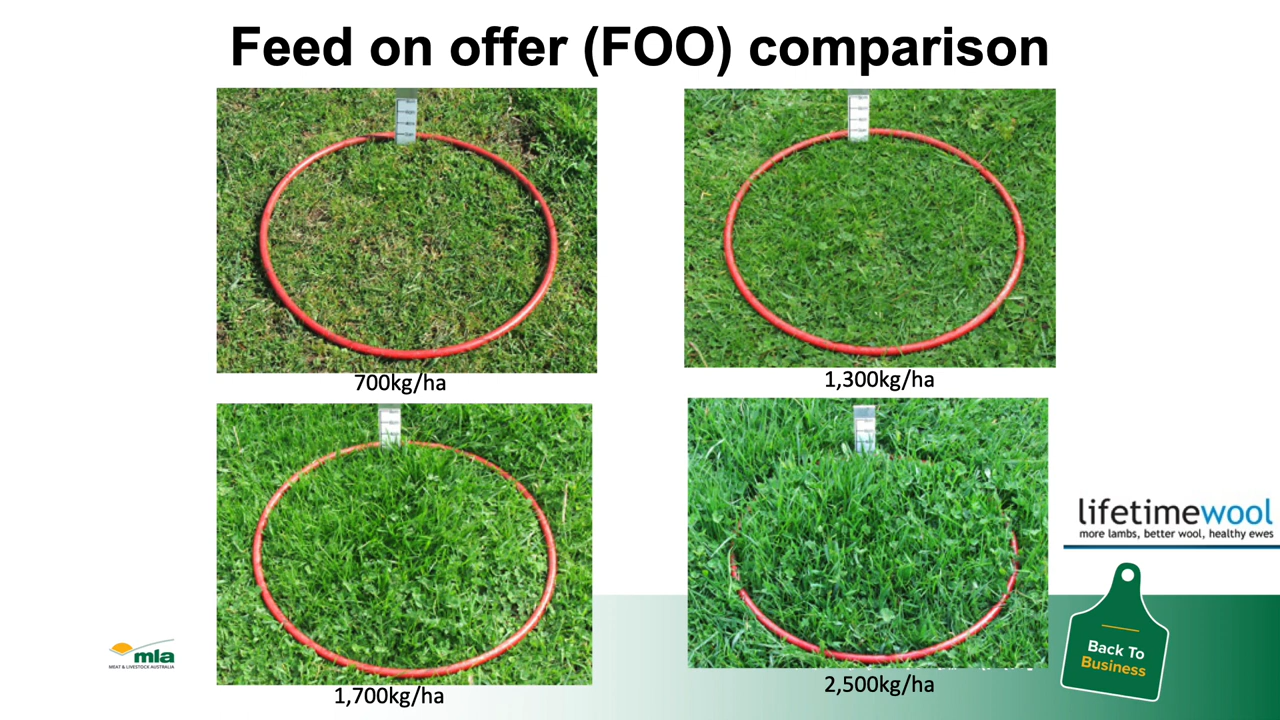 Feed on offer (FOO) comparison
700kg/ha
1,300kg/ha
1,700kg/ha
2,500kg/ha
lifetimewool
more lambs, better wool, healthy ewes
mla
MEAT & LIVESTOCK AUSTRALIA
Back To
Business